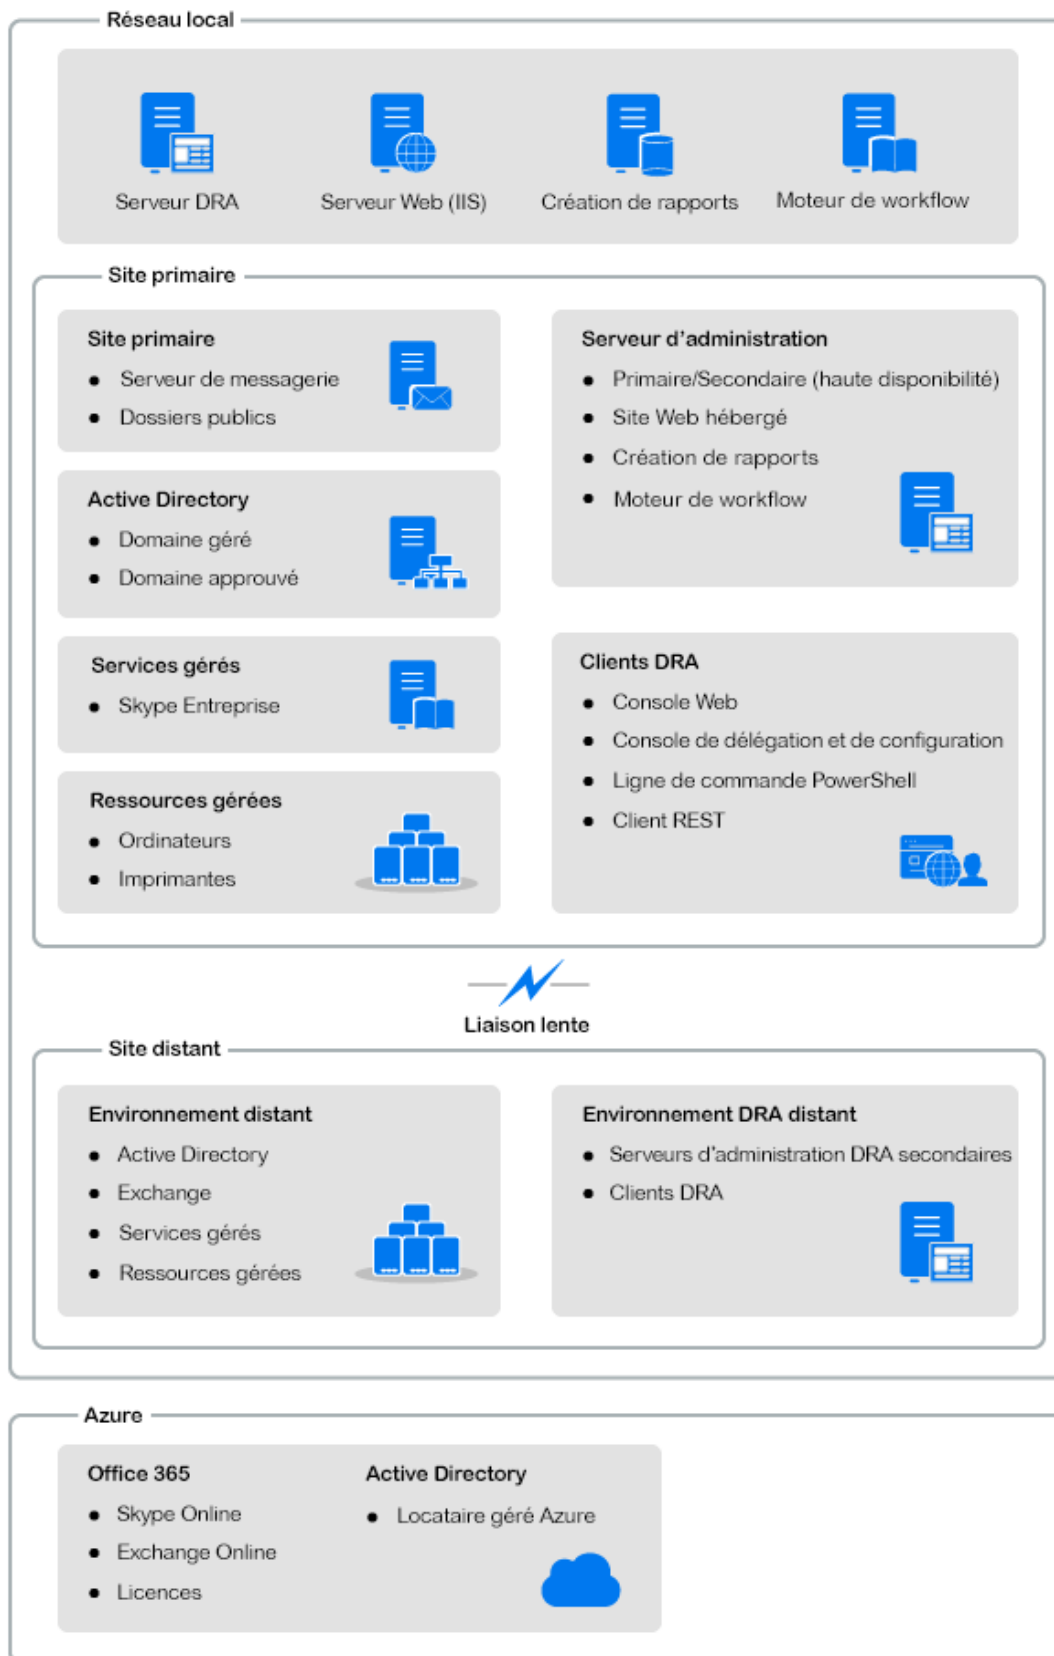 Réseau local
Serveur DRA
Serveur Web (IIS)
Création de rapports
Moteur de workflow
Site primaire
Site primaire
● Serveur de messagerie
● Dossiers publics
Active Directory
● Domaine géré
● Domaine approuvé
Services gérés
● Skype Entreprise
Ressources gérées
● Ordinateurs
● Imprimantes
Serveur d’administration
● Primaire/Secondaire (haute disponibilité)
● Site Web hébergé
● Création de rapports
● Moteur de workflow
Clients DRA
● Console Web
● Console de délégation et de configuration
● Ligne de commande PowerShell
● Client REST
Liaison lente
Site distant
Environnement distant
● Active Directory
● Exchange
● Services gérés
● Ressources gérées
Environnement DRA distant
● Serveurs d’administration DRA secondaires
● Clients DRA
Azure
Office 365
● Skype Online
● Exchange Online
● Licences
Active Directory
● Locataire géré Azure